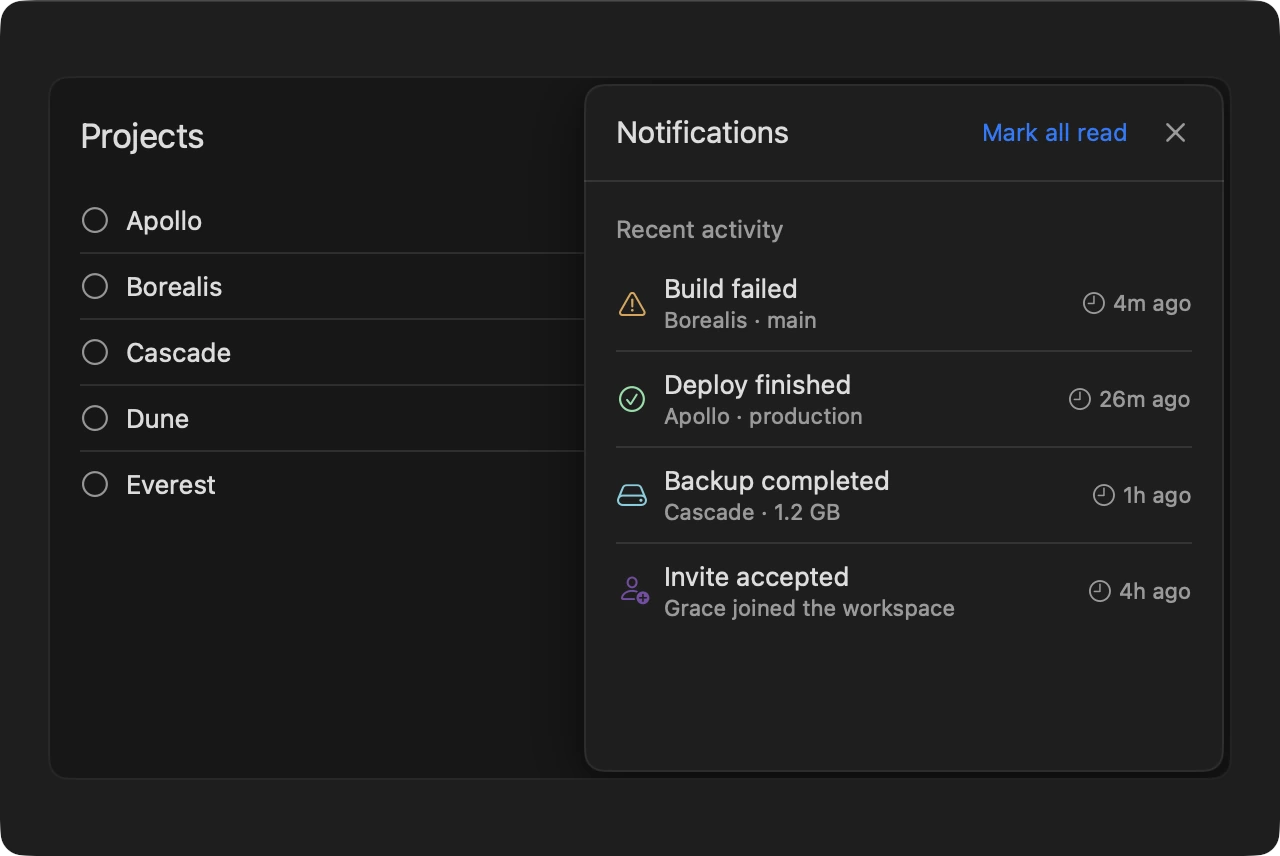 Projects
Apollo
Borealis
Cascade
Dune
Everest
Notifications
Mark all read
Recent activity
Build failed
Borealis · main
4m ago
Deploy finished
Apollo · production
26m ago
Backup completed
Cascade · 1.2 GB
1h ago
Invite accepted
Grace joined the workspace
4h ago